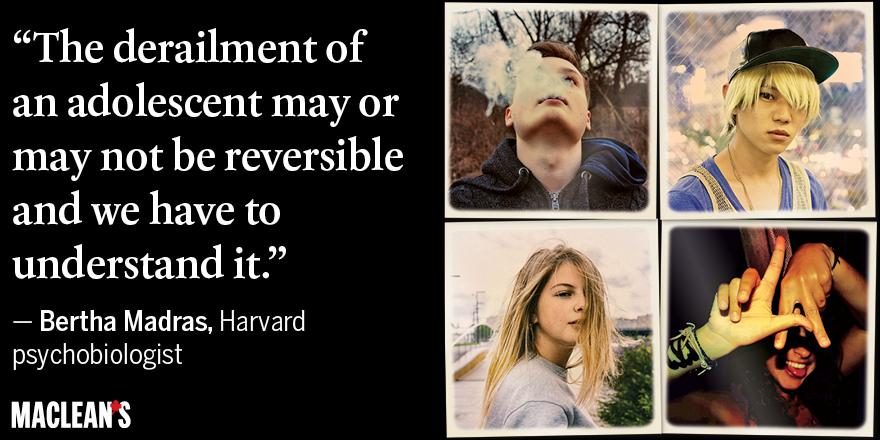 “The derailment of
an adolescent may or
may not be reversible
and we have to
understand it.”
— Bertha Madras, Harvard
psychobiologist
MACLEAN'S